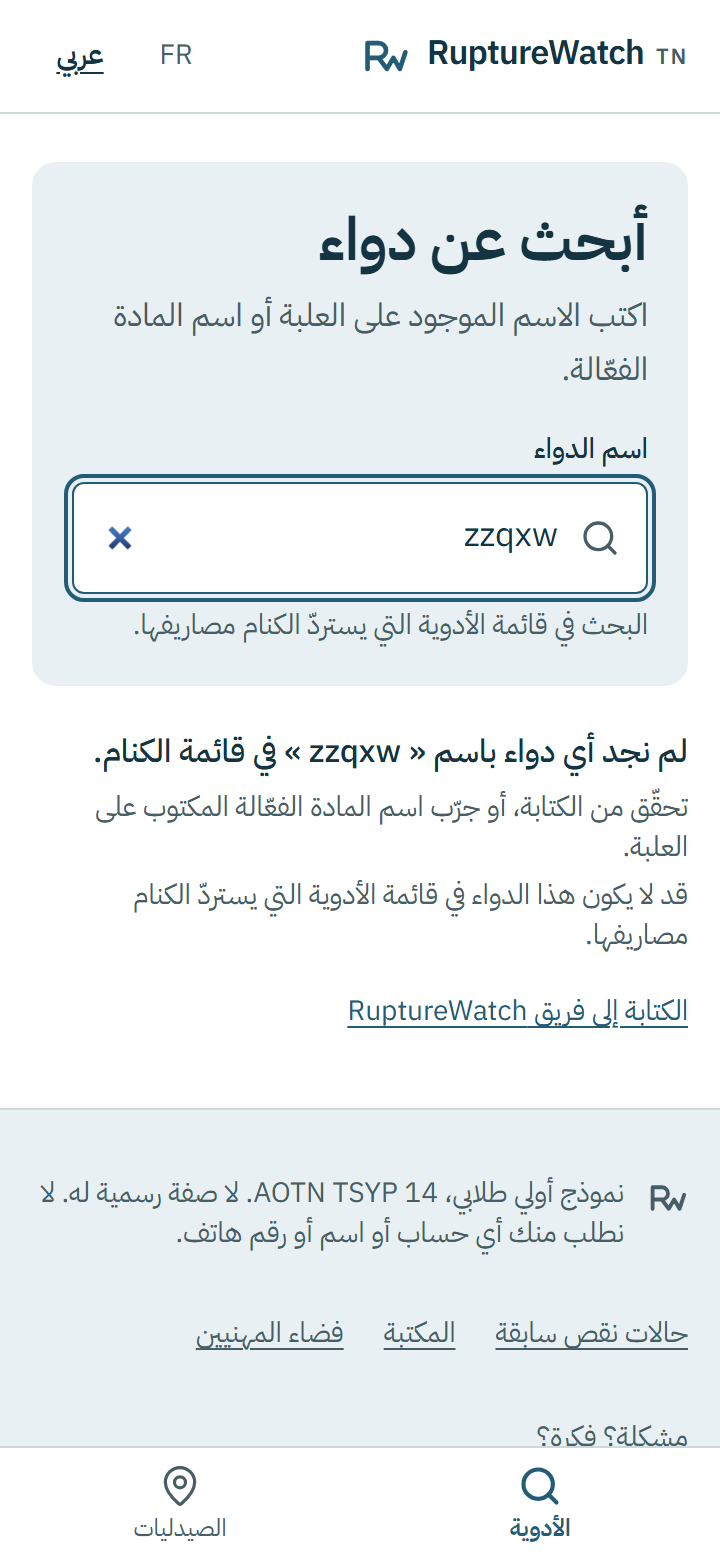 RuptureWatch TN
FR
عربي
أبحث عن دواء
اكتب الاسم الموجود على العلبة أو اسم المادة
الفعّالة.
اسم الدواء
zzqxw
البحث في قائمة الأدوية التي يستردّ الكنام مصاريفها.
لم نجد أي دواء باسم « zzqxw » في قائمة الكنام.
تحقّق من الكتابة، أو جرّب اسم المادة الفعّالة المكتوب على
العلبة.
قد لا يكون هذا الدواء في قائمة الأدوية التي يستردّ الكنام
مصاريفها.
الكتابة إلى فريق RuptureWatch
نموذج أولي طلابي، AOTN TSYP 14. لا صفة رسمية له. لا
نطلب منك أي حساب أو اسم أو رقم هاتف.
حالات نقص سابقة
المكتبة
فضاء المهنيين
مشكلة؟ فكرة؟
الأدوية
الصيدليات